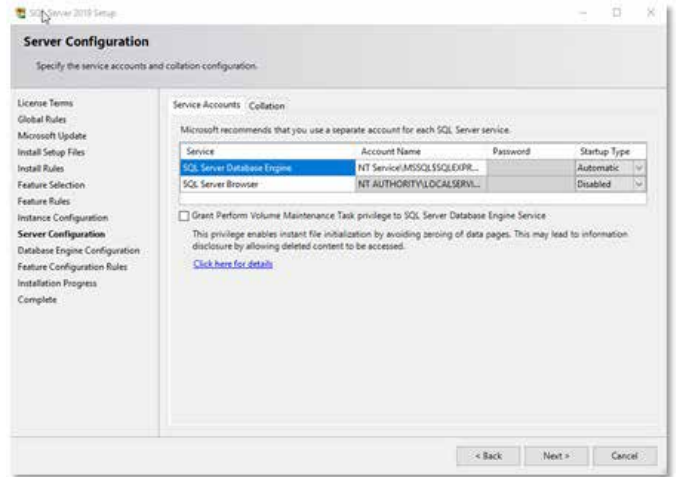 SQL Server 2019 Setup
Server Configuration
Specify the service accounts and collation configuration.
License Terms
Global Rules
Microsoft Update
Install Setup Files
Install Rules
Feature Selection
Feature Rules
Instance Configuration
Server Configuration
Database Engine Configuration
Feature Configuration Rules
Installation Progress
Complete
Service Accounts Collation
Microsoft recommends that you use a separate account for each SQL Server service.
Service Account Name Password Startup Type
SQL Server Database Engine NT Service\MSSQL$SQLEXPR... Automatic
SQL Server Browser NT AUTHORITY\LOCALSERVI... Disabled
Grant Perform Volume Maintenance Task privilege to SQL Server Database Engine Service
This privilege enables instant file initialization by avoiding zeroing of data pages. This may lead to information
disclosure by allowing deleted content to be accessed.
Click here for details
< Back Next > Cancel